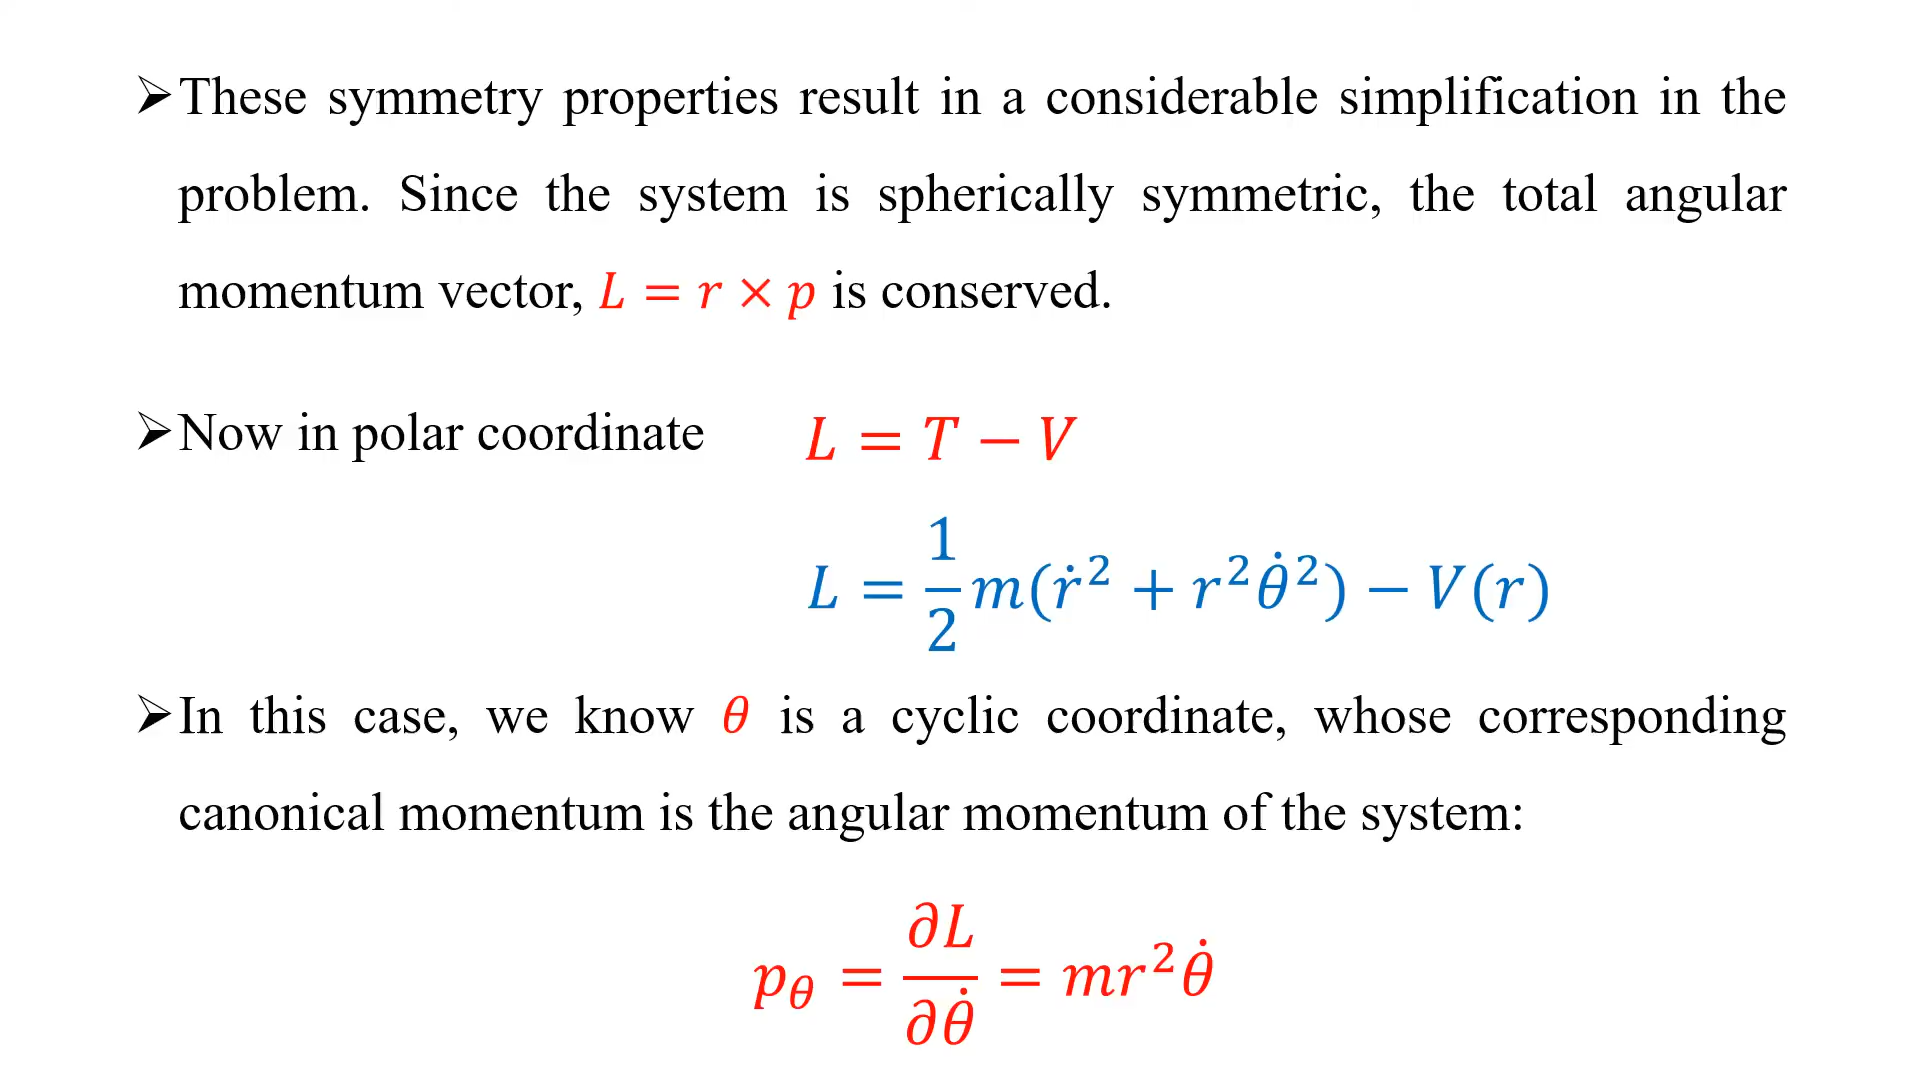 ➢These symmetry properties result in a considerable simplification in the
problem. Since the system is spherically symmetric, the total angular
momentum vector, L = r × p is conserved.
➢Now in polar coordinate L = T − V
L = \frac{1}{2} m(ṙ² + r²θ̇²) − V(r)
➢In this case, we know θ is a cyclic coordinate, whose corresponding
canonical momentum is the angular momentum of the system:
p_θ = \frac{∂L}{∂θ̇} = mr²θ̇